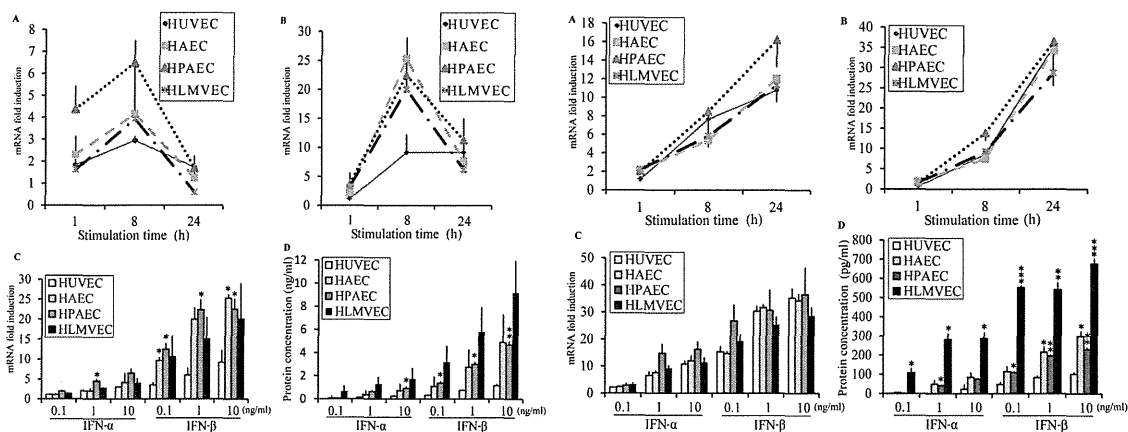 A
HUVEC
HAEC
HPAEC
HLMVEC
mRNA fold induction
8
7
6
5
4
3
2
1
0
1 8 24
Stimulation time (h)
B
HUVEC
HAEC
HPAEC
HLMVEC
mRNA fold induction
30
25
20
15
10
5
0
1 8 24
Stimulation time (h)
A
HUVEC
HAEC
HPAEC
HLMVEC
mRNA fold induction
18
16
14
12
10
8
6
4
2
0
1 8 24
Stimulation time (h)
B
HUVEC
HAEC
HPAEC
HLMVEC
mRNA fold induction
40
35
30
25
20
15
10
5
0
1 8 24
Stimulation time (h)
C
HUVEC
HAEC
HPAEC
HLMVEC
mRNA fold induction
30
25
20
15
10
5
0
* * * * * *
0.1 1 10 0.1 1 10 (ng/ml)
IFN-α IFN-β
D
HUVEC
HAEC
HPAEC
HLMVEC
Protein concentration (ng/ml)
12
10
8
6
4
2
0
* * * **
0.1 1 10 0.1 1 10
IFN-α IFN-β
C
HUVEC
HAEC
HPAEC
HLMVEC
mRNA fold induction
50
40
30
20
10
0
0.1 1 10 0.1 1 10 (ng/ml)
IFN-α IFN-β
D
HUVEC
HAEC
HPAEC
HLMVEC
Protein concentration (pg/ml)
800
700
600
500
400
300
200
100
0
* * * * * *** * ** ** * ** ***
0.1 1 10 0.1 1 10 (ng/ml)
IFN-α IFN-β